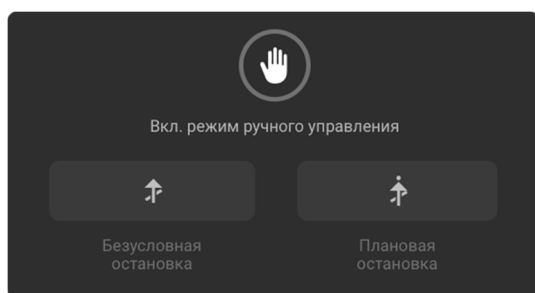 Вкл. режим ручного управления
Безусловная
остановка
Плановая
остановка